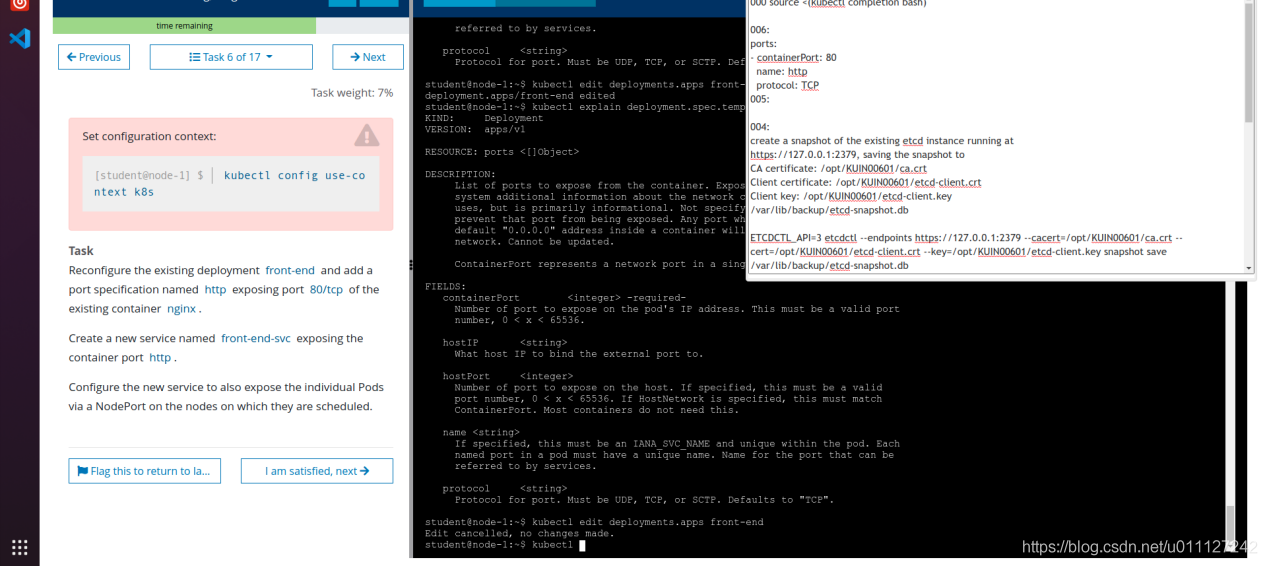 time remaining
Previous
Task 6 of 17
Next
Task weight: 7%
Set configuration context:
[student@node-1] $ | kubectl config use-co
ntext k8s
Task
Reconfigure the existing deployment front-end and add a
port specification named http exposing port 80/tcp of the
existing container nginx .
Create a new service named front-end-svc exposing the
container port http .
Configure the new service to also expose the individual Pods
via a NodePort on the nodes on which they are scheduled.
Flag this to return to la...
I am satisfied, next
referred to by services.
protocol <string>
Protocol for port. Must be UDP, TCP, or SCTP. Def
student@node-1:~$ kubectl edit deployments.apps front-
deployment.apps/front-end edited
student@node-1:~$ kubectl explain deployment.spec.temp
KIND: Deployment
VERSION: apps/v1
RESOURCE: ports <[]Object>
DESCRIPTION:
List of ports to expose from the container. Expos
system additional information about the network c
uses, but is primarily informational. Not specify
prevent that port from being exposed. Any port wh
default "0.0.0.0" address inside a container will
network. Cannot be updated.
ContainerPort represents a network port in a sing
FIELDS:
containerPort <integer> -required-
Number of port to expose on the pod's IP address. This must be a valid port
number, 0 < x < 65536.
hostIP <string>
What host IP to bind the external port to.
hostPort <integer>
Number of port to expose on the host. If specified, this must be a valid
port number, 0 < x < 65536. If HostNetwork is specified, this must match
ContainerPort. Most containers do not need this.
name <string>
If specified, this must be an IANA_SVC_NAME and unique within the pod. Each
named port in a pod must have a unique name. Name for the port that can be
referred to by services.
protocol <string>
Protocol for port. Must be UDP, TCP, or SCTP. Defaults to "TCP".
student@node-1:~$ kubectl edit deployments.apps front-end
Edit cancelled, no changes made.
student@node-1:~$ kubectl
000 source <(kubectl completion bash)
006:
ports:
- containerPort: 80
name: http
protocol: TCP
005:
004:
create a snapshot of the existing etcd instance running at
https://127.0.0.1:2379, saving the snapshot to
CA certificate: /opt/KUIN00601/ca.crt
Client certificate: /opt/KUIN00601/etcd-client.crt
Client key: /opt/KUIN00601/etcd-client.key
/var/lib/backup/etcd-snapshot.db
ETCDCTL_API=3 etcdctl --endpoints https://127.0.0.1:2379 --cacert=/opt/KUIN00601/ca.crt --
cert=/opt/KUIN00601/etcd-client.crt --key=/opt/KUIN00601/etcd-client.key snapshot save
/var/lib/backup/etcd-snapshot.db
https://blog.csdn.net/u011127242